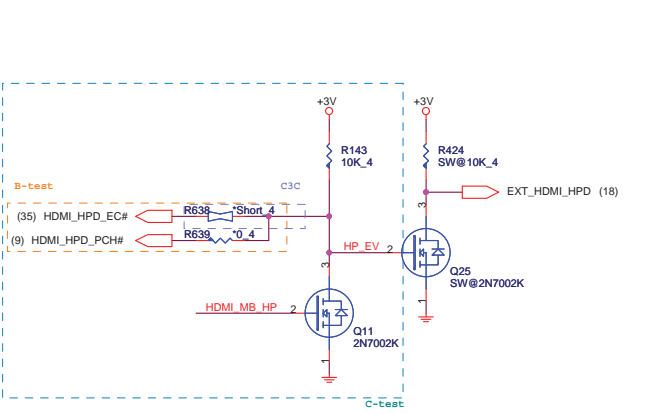 +3V
+3V
R143
10K_4
R424
SW@10K_4
B-test
C3C
(35) HDMI_HPD_EC#
R638
*Short_4
3
EXT_HDMI_HPD (18)
(9) HDMI_HPD_PCH#
R639
*0_4
HP_EV
2
3
Q25
SW@2N7002K
HDMI_MB_HP
2
1
Q11
2N7002K
1
C-test